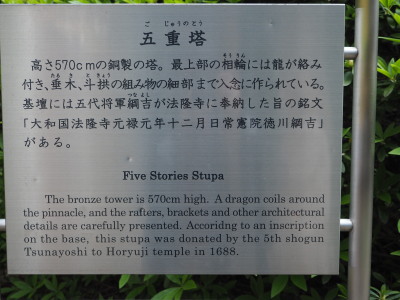 ご じゅうのとう
五重塔
高さ570cmの銅製の塔。最上部の相輪には龍が絡み
付き、垂木、斗拱の組み物の細部まで入念に作られている。
基壇には五代将軍綱吉が法隆寺に奉納した旨の銘文
「大和国法隆寺元禄元年十二月日常憲院徳川綱吉」
がある。
Five Stories Stupa
The bronze tower is 570cm high. A dragon coils around
the pinnacle, and the rafters, brackets and other architectural
details are carefully presented. Accoridng to an inscription
on the base, this stupa was donated by the 5th shogun
Tsunayoshi to Horyuji temple in 1688.